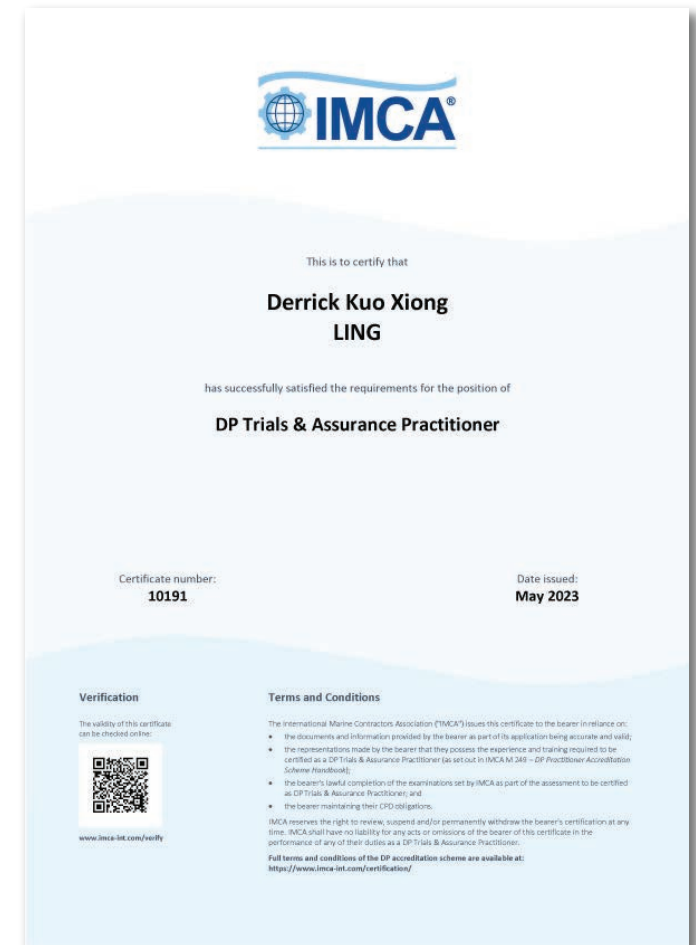 IMCA®
This is to certify that
Derrick Kuo Xiong
LING
has successfully satisfied the requirements for the position of
DP Trials & Assurance Practitioner
Certificate number:
10191
Date issued:
May 2023
Verification
The validity of this certificate
can be checked online:
www.imca-int.com/verify
Terms and Conditions
The International Marine Contractors Association ("IMCA") issues this certificate to the bearer in reliance on:
• the documents and information provided by the bearer as part of its application being accurate and valid;
• the representations made by the bearer that they possess the experience and training required to be
certified as a DP Trials & Assurance Practitioner (as set out in IMCA M 249 – DP Practitioner Accreditation
Scheme Handbook);
• the bearer's lawful completion of the examinations set by IMCA as part of the assessment to be certified
as DP Trials & Assurance Practitioner; and
• the bearer maintaining their CPD obligations.
IMCA reserves the right to review, suspend and/or permanently withdraw the bearer's certification at any
time. IMCA shall have no liability for any acts or omissions of the bearer of this certificate in the
performance of any of their duties as a DP Trials & Assurance Practitioner.
Full terms and conditions of the DP accreditation scheme are available at:
https://www.imca-int.com/certification/